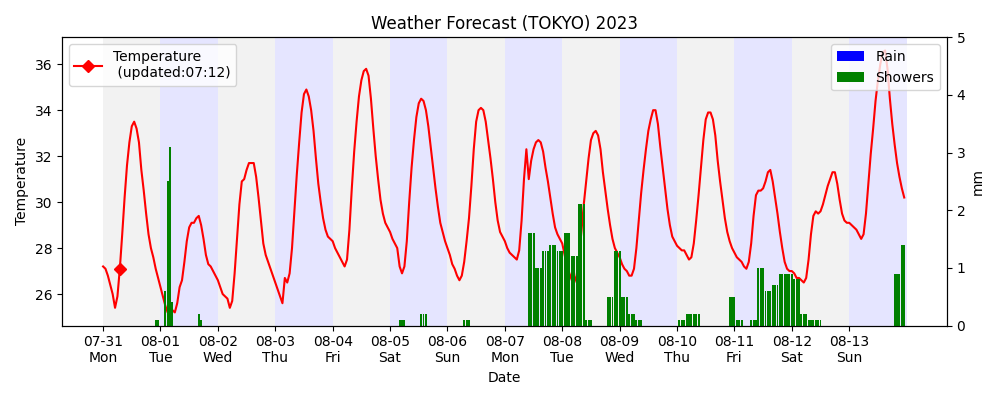 Weather Forecast (TOKYO) 2023
Temperature
(updated:07:12)
Rain
Showers
Temperature
36
34
32
30
28
26
5
4
3
2
1
0
mm
07-31 08-01 08-02 08-03 08-04 08-05 08-06 08-07 08-08 08-09 08-10 08-11 08-12 08-13
Mon Tue Wed Thu Fri Sat Sun Mon Tue Wed Thu Fri Sat Sun
Date